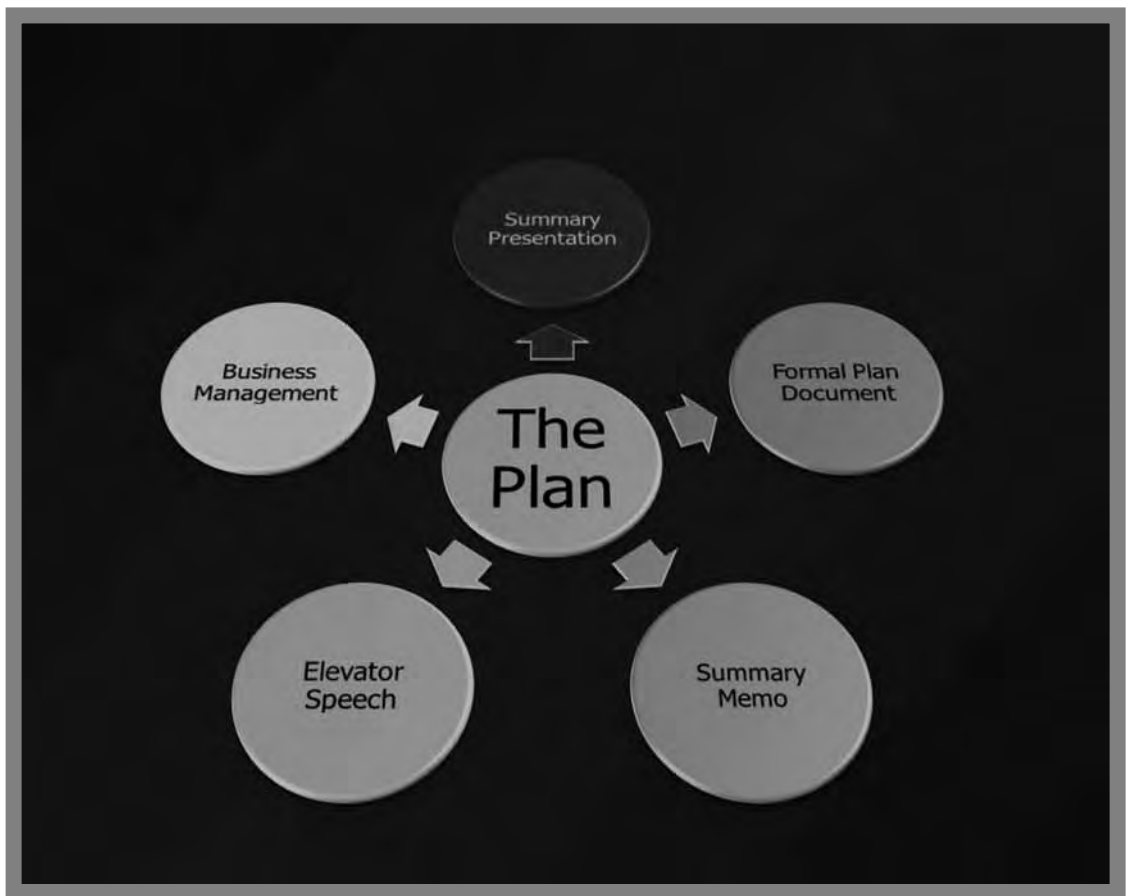 Summary
Presentation
Business
Management
Formal Plan
Document
The
Plan
Elevator
Speech
Summary
Memo